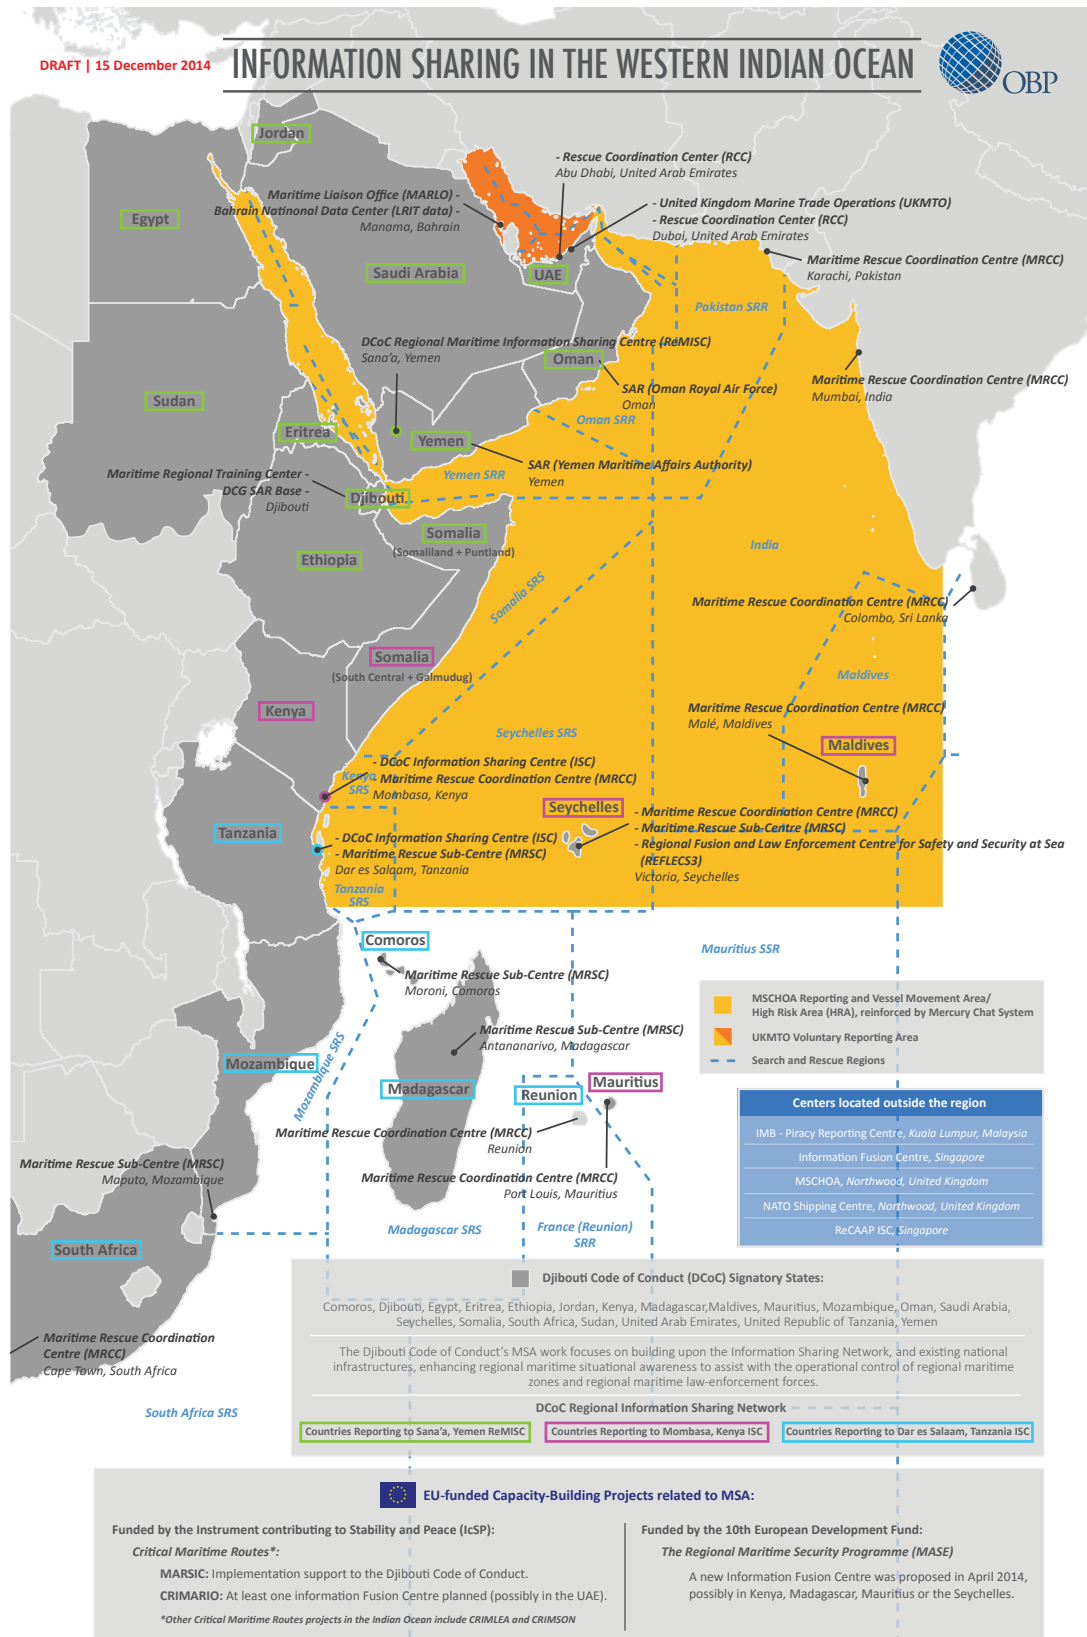 DRAFT | 15 December 2014
INFORMATION SHARING IN THE WESTERN INDIAN OCEAN
OBP
Jordan
- Rescue Coordination Center (RCC)
Abu Dhabi, United Arab Emirates
Maritime Liaison Office (MARLO) -
Bahrain Natinonal Data Center (LRIT data) -
Manama, Bahrain
- United Kingdom Marine Trade Operations (UKMTO)
- Rescue Coordination Center (RCC)
Dubai, United Arab Emirates
Egypt
Saudi Arabia
UAE
Maritime Rescue Coordination Centre (MRCC)
Karachi, Pakistan
Pakistan SRR
DCoC Regional Maritime Information Sharing Centre (ReMISC)
Sana'a, Yemen
Oman
SAR (Oman Royal Air Force)
Oman
Maritime Rescue Coordination Centre (MRCC)
Mumbai, India
Sudan
Oman SRR
Eritrea
Yemen
SAR (Yemen Maritime Affairs Authority)
Yemen
Yemen SRR
Maritime Regional Training Center -
DCG SAR Base -
Djibouti
Djibouti
Somalia
(Somaliland + Puntland)
Ethiopia
India
Somalia SRS
Maritime Rescue Coordination Centre (MRCC)
Colombo, Sri Lanka
Somalia
(South Central + Galmudug)
Maldives
Kenya
Maritime Rescue Coordination Centre (MRCC)
Malé, Maldives
Maldives
Seychelles SRS
- DCoC Information Sharing Centre (ISC)
- Maritime Rescue Coordination Centre (MRCC)
Mombasa, Kenya
Kenya
SRS
Seychelles
- Maritime Rescue Coordination Centre (MRCC)
- Maritime Rescue Sub-Centre (MRSC)
- Regional Fusion and Law Enforcement Centre for Safety and Security at Sea
(REFLECS3)
Victoria, Seychelles
Tanzania
- DCoC Information Sharing Centre (ISC)
- Maritime Rescue Sub-Centre (MRSC)
Dar es Salaam, Tanzania
Tanzania
SRS
Comoros
Maritime Rescue Sub-Centre (MRSC)
Moroni, Comoros
Mauritius SSR
MSCHOA Reporting and Vessel Movement Area/
High Risk Area (HRA), reinforced by Mercury Chat System
UKMTO Voluntary Reporting Area
Search and Rescue Regions
Maritime Rescue Sub-Centre (MRSC)
Antananarivo, Madagascar
Mozambique
Mozambique SRS
Madagascar
Reunion
Mauritius
Maritime Rescue Coordination Centre (MRCC)
Reunion
Maritime Rescue Coordination Centre (MRCC)
Port Louis, Mauritius
Maritime Rescue Sub-Centre (MRSC)
Maputo, Mozambique
Centers located outside the region
IMB - Piracy Reporting Centre, Kuala Lumpur, Malaysia
Information Fusion Centre, Singapore
MSCHOA, Northwood, United Kingdom
NATO Shipping Centre, Northwood, United Kingdom
ReCAAP ISC, Singapore
Madagascar SRS
France (Reunion)
SRR
South Africa
Maritime Rescue Coordination
Centre (MRCC)
Cape Town, South Africa
South Africa SRS
Djibouti Code of Conduct (DCoC) Signatory States:
Comoros, Djibouti, Egypt, Eritrea, Ethiopia, Jordan, Kenya, Madagascar,Maldives, Mauritius, Mozambique, Oman, Saudi Arabia,
Seychelles, Somalia, South Africa, Sudan, United Arab Emirates, United Republic of Tanzania, Yemen
The Djibouti Code of Conduct's MSA work focuses on building upon the Information Sharing Network, and existing national
infrastructures, enhancing regional maritime situational awareness to assist with the operational control of regional maritime
zones and regional maritime law-enforcement forces.
DCoC Regional Information Sharing Network
Countries Reporting to Sana'a, Yemen ReMISC
Countries Reporting to Mombasa, Kenya ISC
Countries Reporting to Dar es Salaam, Tanzania ISC
EU-funded Capacity-Building Projects related to MSA:
Funded by the Instrument contributing to Stability and Peace (IcSP):
Critical Maritime Routes*:
MARSIC: Implementation support to the Djibouti Code of Conduct.
CRIMARIO: At least one information Fusion Centre planned (possibly in the UAE).
*Other Critical Maritime Routes projects in the Indian Ocean include CRIMLEA and CRIMSON
Funded by the 10th European Development Fund:
The Regional Maritime Security Programme (MASE)
A new Information Fusion Centre was proposed in April 2014,
possibly in Kenya, Madagascar, Mauritius or the Seychelles.